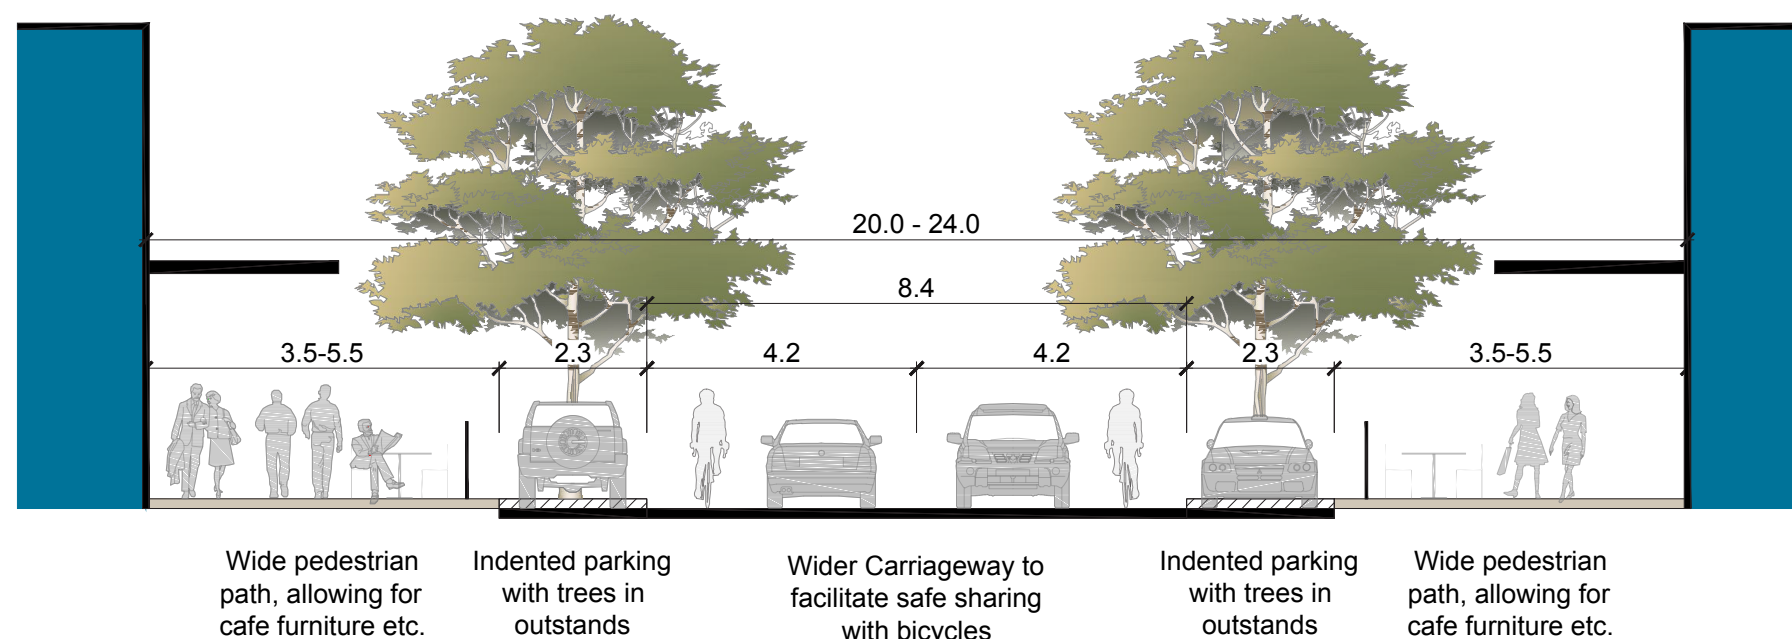 20.0 - 24.0
8.4
3.5-5.5
2.3
4.2
4.2
2.3
3.5-5.5
Wide pedestrian
path, allowing for
cafe furniture etc.
Indented parking
with trees in
outstands
Wider Carriageway to
facilitate safe sharing
with bicycles
Indented parking
with trees in
outstands
Wide pedestrian
path, allowing for
cafe furniture etc.